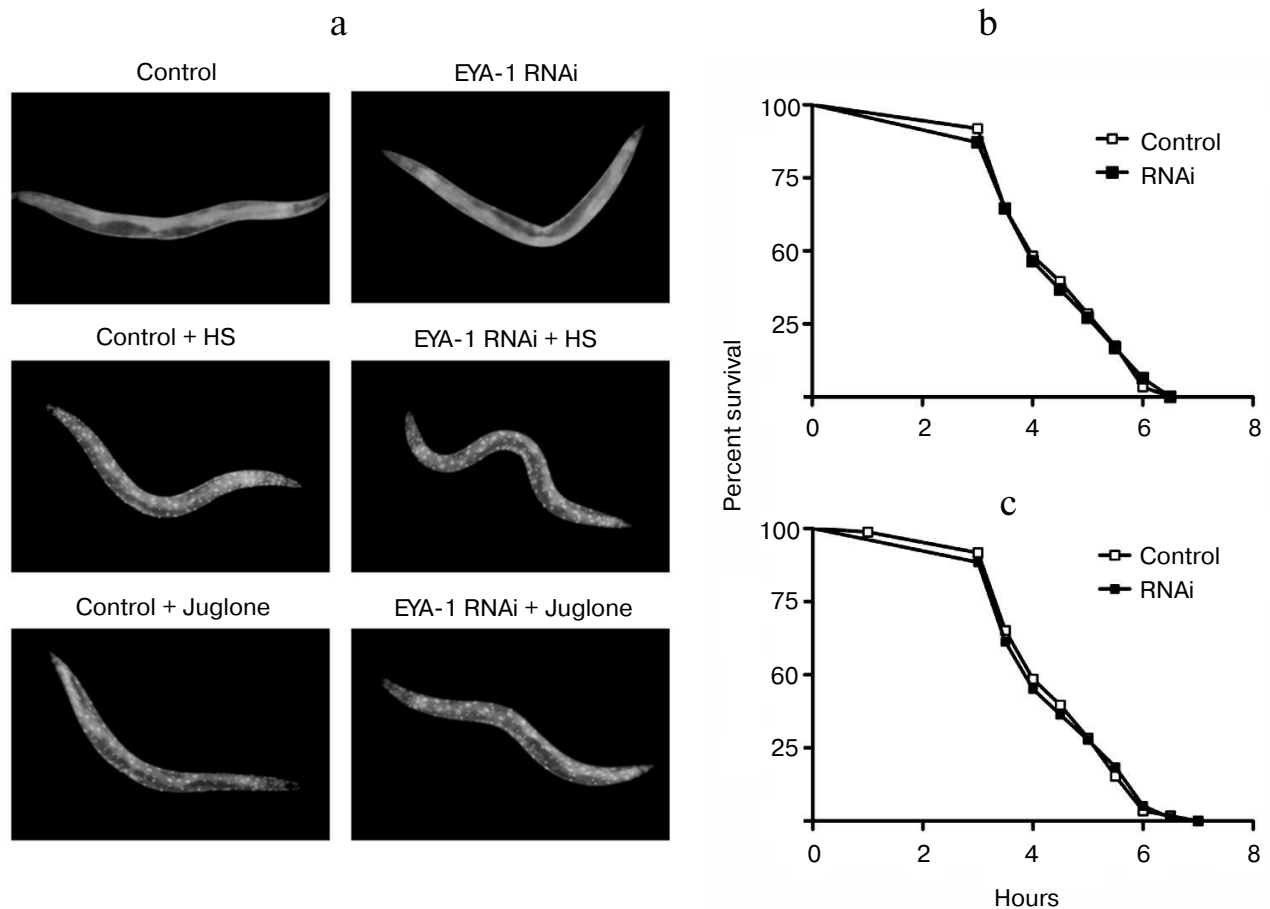 a
Control
EYA-1 RNAi
Control + HS
EYA-1 RNAi + HS
Control + Juglone
EYA-1 RNAi + Juglone
b
Percent survival
100
75
60
25
0 2 4 6 8
Control
RNAi
c
100
75
60
25
0 2 4 6 8
Control
RNAi
Hours